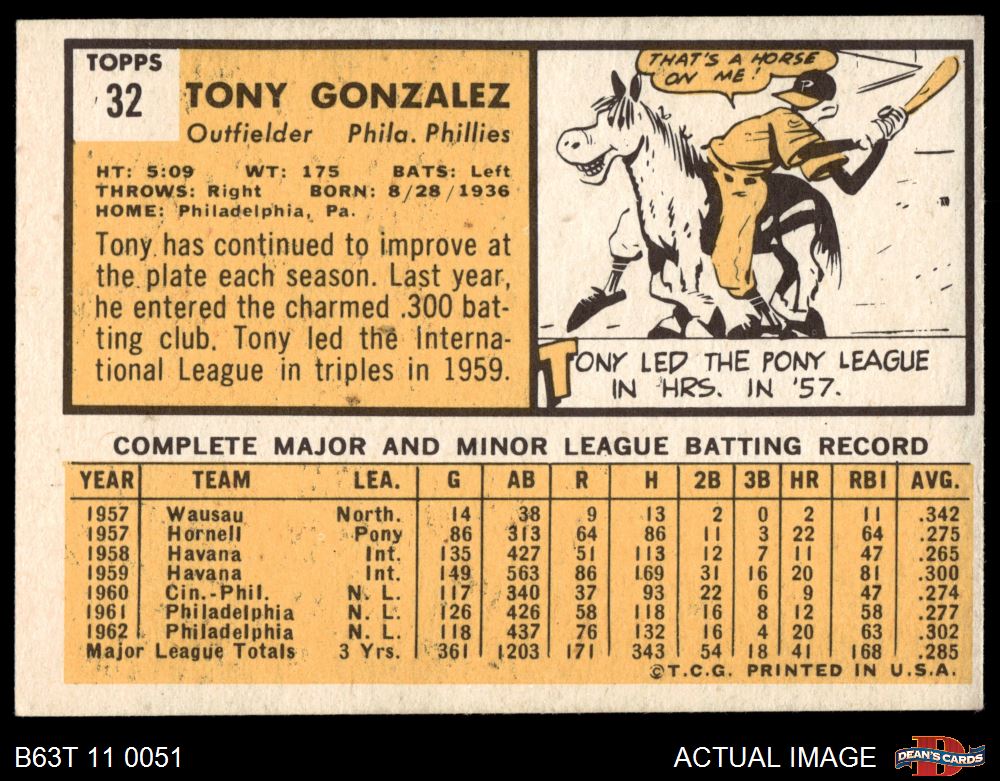 TOPPS
32
TONY GONZALEZ
Outfielder Phila. Phillies
HT: 5:09 WT: 175 BATS: Left
THROWS: Right BORN: 8/28/1936
HOME: Philadelphia, Pa.
Tony has continued to improve at
the plate each season. Last year,
he entered the charmed .300 bat-
ting club. Tony led the Interna-
tional League in triples in 1959.
THAT'S A HORSE
ON ME!
P
TONY LED THE PONY LEAGUE
IN HRS. IN '57.
COMPLETE MAJOR AND MINOR LEAGUE BATTING RECORD
YEAR TEAM LEA. G AB R H 2B 3B HR RBI AVG.
1957 Wausau North. 14 38 9 13 2 0 2 11 .342
1957 Hornell Pony 86 313 64 86 11 3 22 64 .275
1958 Havana Int. 135 427 51 113 12 7 11 47 .265
1959 Havana Int. 149 563 86 169 31 16 20 81 .300
1960 Cin.-Phil. N. L. 117 340 37 93 22 6 9 47 .274
1961 Philadelphia N. L. 126 426 58 118 16 8 12 58 .277
1962 Philadelphia N. L. 118 437 76 132 16 4 20 63 .302
Major League Totals 3 Yrs. 361 1203 171 343 54 18 41 168 .285
©T.C.G. PRINTED IN U.S.A.
B63T 11 0051 ACTUAL IMAGE D DEAN'S CARDS